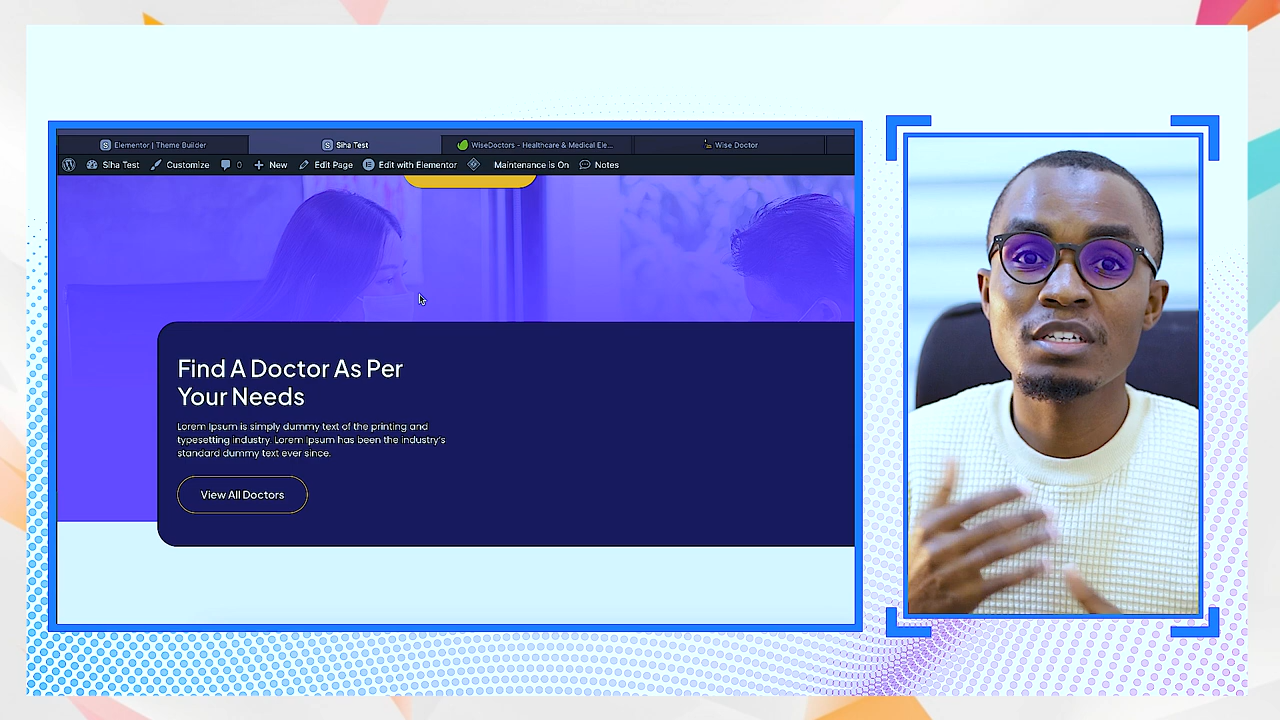 Elementor | Theme Builder
Siha Test
WiseDoctors - Healthcare & Medical Ele...
Wise Doctor
Siha Test
Customize
0
New
Edit Page
Edit with Elementor
Maintenance is On
Notes
Find A Doctor As Per
Your Needs
Lorem Ipsum is simply dummy text of the printing and
typesetting industry. Lorem Ipsum has been the industry's
standard dummy text ever since.
View All Doctors